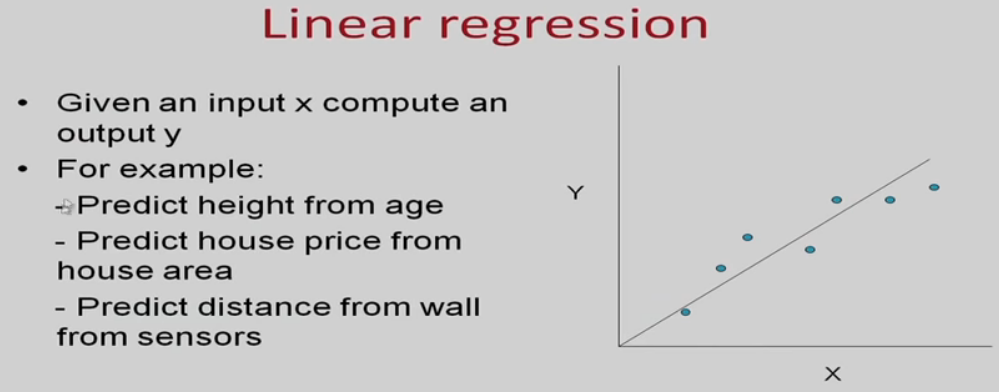 Linear regression
• Given an input x compute an
output y
• For example:
- Predict height from age
- Predict house price from
house area
- Predict distance from wall
from sensors
Y
X